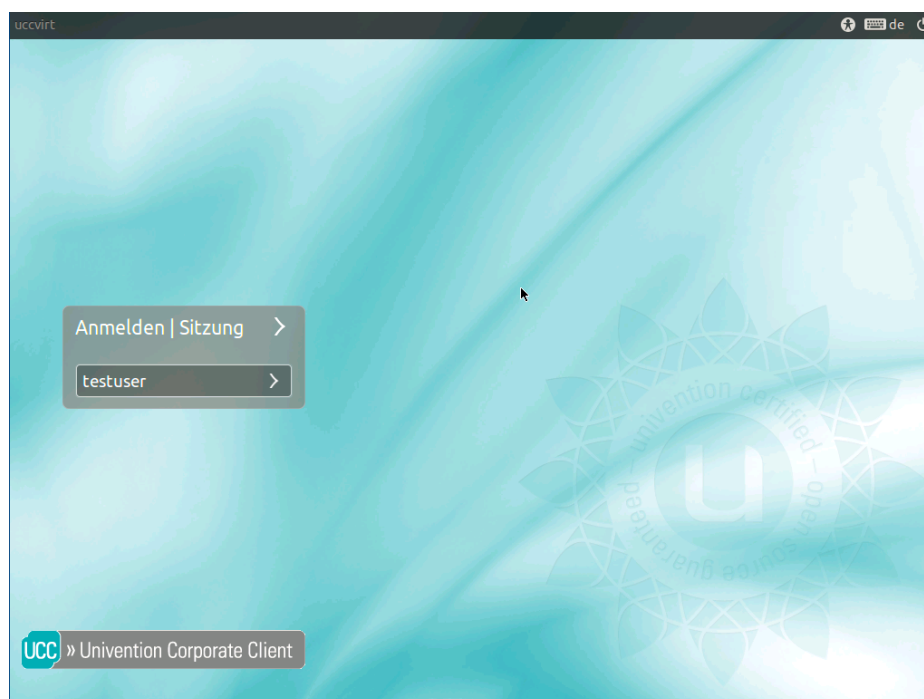 uccvirt
de
Anmelden | Sitzung
testuser
univention certified – open source guaranteed –
u
UCC » Univention Corporate Client